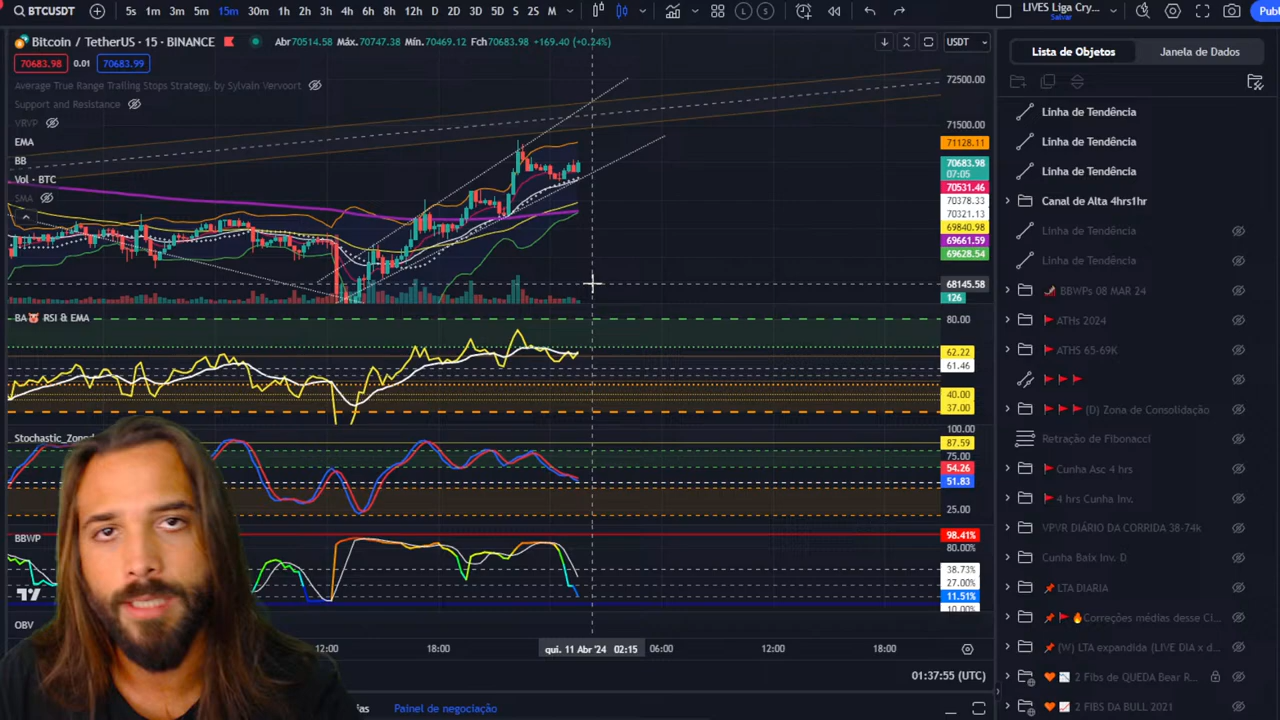 BTCUSDT 5s 1m 3m 5m 15m 30m 1h 2h 3h 4h 6h 8h 12h D 2D 3D 5D S 2S M L S LIVES Liga Cry... Salvar Publ
Bitcoin / TetherUS · 15 · BINANCE Abr70514.58 Máx.70747.38 Mín.70469.12 Fch70683.98 +169.40 (+0.24%) USDT
70683.98 0.01 70683.99
Average True Range Trailing Stops Strategy, by Sylvain Vervoort
Support and Resistance
VRVP
EMA
BB
Vol · BTC
SMA
72500.00
71500.00
71128.11
70683.98
07:05
70531.46
70378.33
70321.13
69840.98
69661.59
69628.54
68145.58
126
BA RSI & EMA
80.00
62.22
61.46
40.00
37.00
Stochastic_Zoned
100.00
87.59
75.00
54.26
51.83
25.00
BBWP
98.41%
80.00%
38.73%
27.00%
11.51%
10.00%
OBV
12:00 18:00 qui. 11 Abr '24 02:15 06:00 12:00 18:00
01:37:55 (UTC)
ias Painel de negociação
Lista de Objetos Janela de Dados
Linha de Tendência
Linha de Tendência
Linha de Tendência
Canal de Alta 4hrs1hr
Linha de Tendência
Linha de Tendência
BBWPs 08 MAR 24
ATHs 2024
ATHS 65-69K
(D) Zona de Consolidação
Retração de Fibonacci
Cunha Asc 4 hrs
4 hrs Cunha Inv.
VPVR DIÁRIO DA CORRIDA 38-74k
Cunha Baix Inv. D
LTA DIARIA
Correções médias desse Ci...
(W) LTA expandida (LIVE DIA x d...
2 Fibs de QUEDA Bear R...
2 FIBS DA BULL 2021